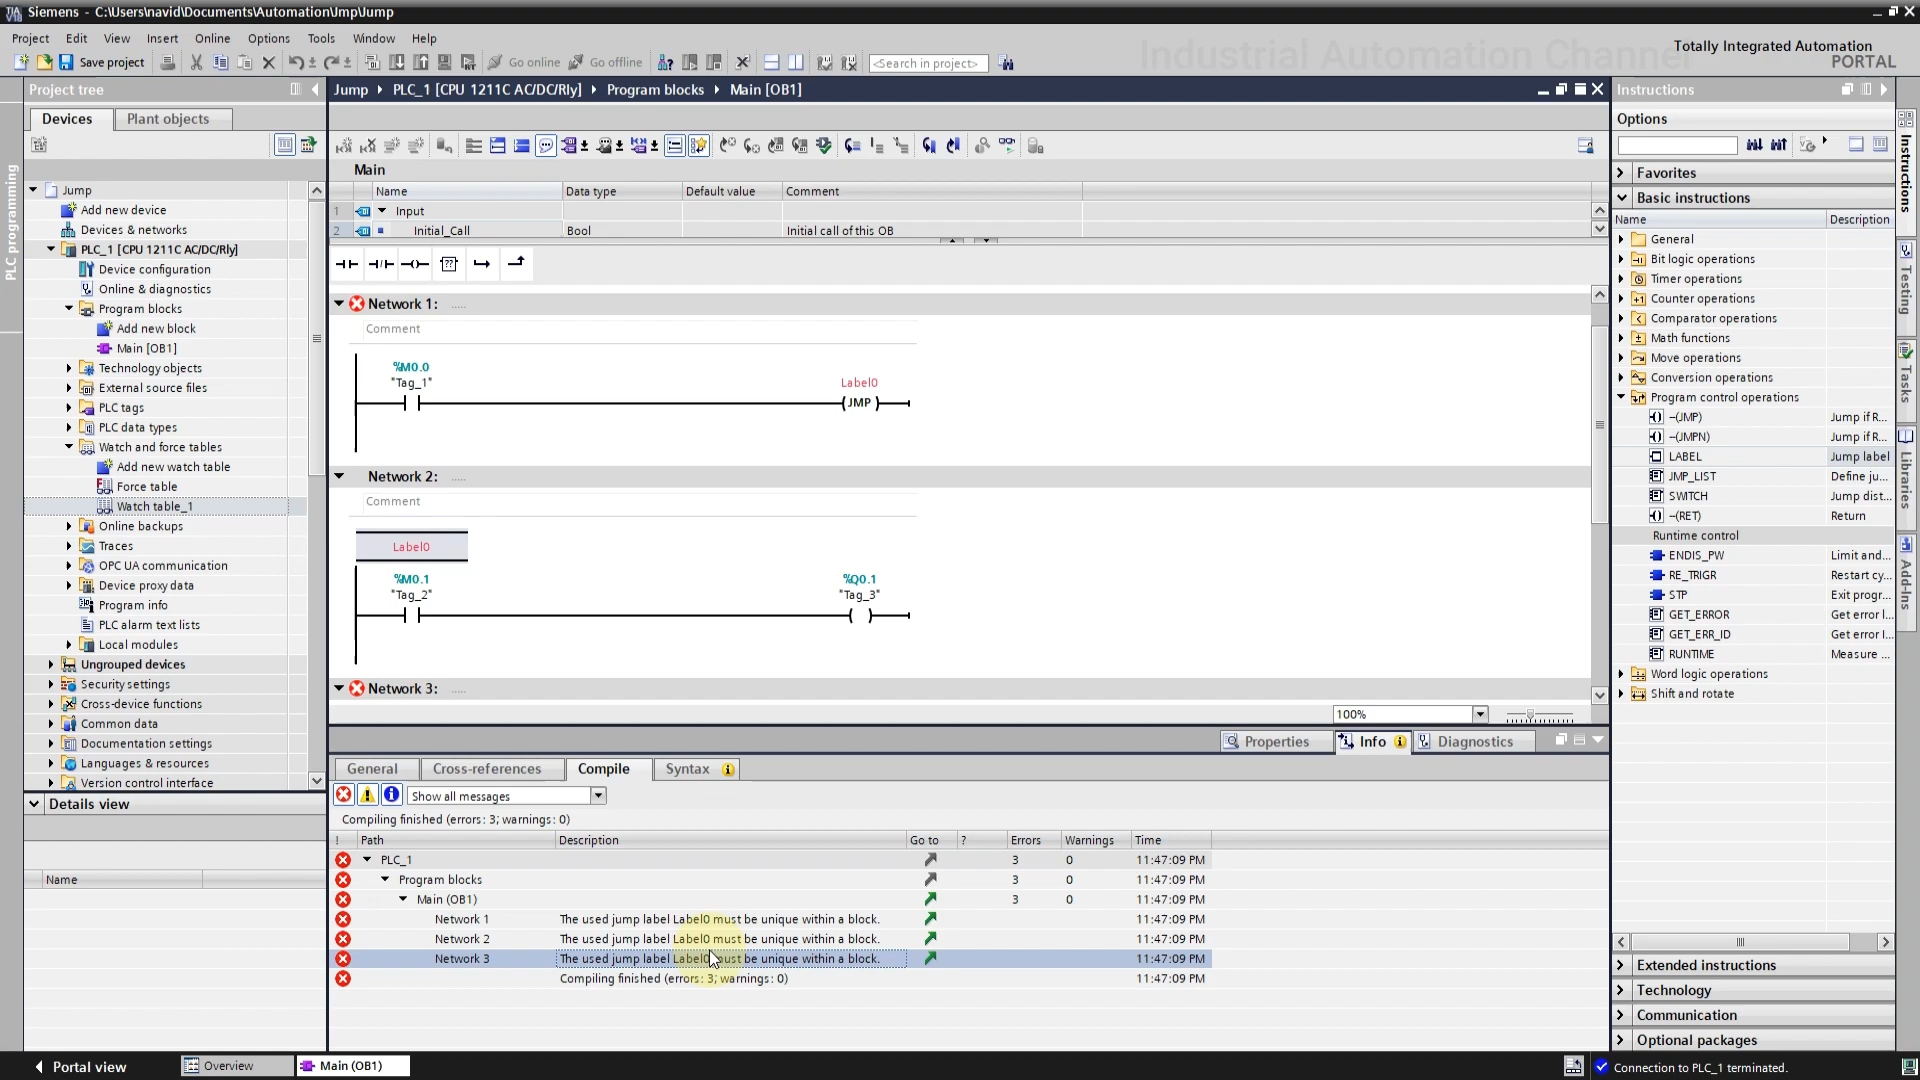 Siemens - C:\Users\navid\Documents\Automation\Jmp\Jump
Project Edit View Insert Online Options Tools Window Help
Industrial Automation Channel
Totally Integrated Automation
PORTAL
Save project
Go online
Go offline
<Search in project>
Project tree
Jump PLC_1 [CPU 1211C AC/DC/Rly] Program blocks Main [OB1]
Instructions
Devices
Plant objects
Options
PLC programming
Jump
Add new device
Devices & networks
PLC_1 [CPU 1211C AC/DC/Rly]
Device configuration
Online & diagnostics
Program blocks
Add new block
Main [OB1]
Technology objects
External source files
PLC tags
PLC data types
Watch and force tables
Add new watch table
Force table
Watch table_1
Online backups
Traces
OPC UA communication
Device proxy data
Program info
PLC alarm text lists
Local modules
Ungrouped devices
Security settings
Cross-device functions
Common data
Documentation settings
Languages & resources
Version control interface
Details view
Name
Main
Name Data type Default value Comment
1 Input
2 Initial_Call Bool Initial call of this OB
??
Network 1: .....
Comment
%M0.0
"Tag_1"
Label0
JMP
Network 2: .....
Comment
Label0
%M0.1
"Tag_2"
%Q0.1
"Tag_3"
Network 3: .....
100%
Properties
Info
Diagnostics
General
Cross-references
Compile
Syntax
Show all messages
Compiling finished (errors: 3; warnings: 0)
! Path Description Go to ? Errors Warnings Time
PLC_1 3 0 11:47:09 PM
Program blocks 3 0 11:47:09 PM
Main (OB1) 3 0 11:47:09 PM
Network 1 The used jump label Label0 must be unique within a block. 11:47:09 PM
Network 2 The used jump label Label0 must be unique within a block. 11:47:09 PM
Network 3 The used jump label Label0 must be unique within a block. 11:47:09 PM
Compiling finished (errors: 3; warnings: 0) 11:47:09 PM
Favorites
Basic instructions
Name Description
General
Bit logic operations
Timer operations
Counter operations
Comparator operations
Math functions
Move operations
Conversion operations
Program control operations
-(JMP) Jump if R...
-(JMPN) Jump if R...
LABEL Jump label
JMP_LIST Define ju...
SWITCH Jump dist...
-(RET) Return
Runtime control
ENDIS_PW Limit and...
RE_TRIGR Restart cy...
STP Exit progr...
GET_ERROR Get error l...
GET_ERR_ID Get error l...
RUNTIME Measure ...
Word logic operations
Shift and rotate
Extended instructions
Technology
Communication
Optional packages
Instructions
Testing
Tasks
Libraries
Add-Ins
Portal view
Overview
Main (OB1)
Connection to PLC_1 terminated.